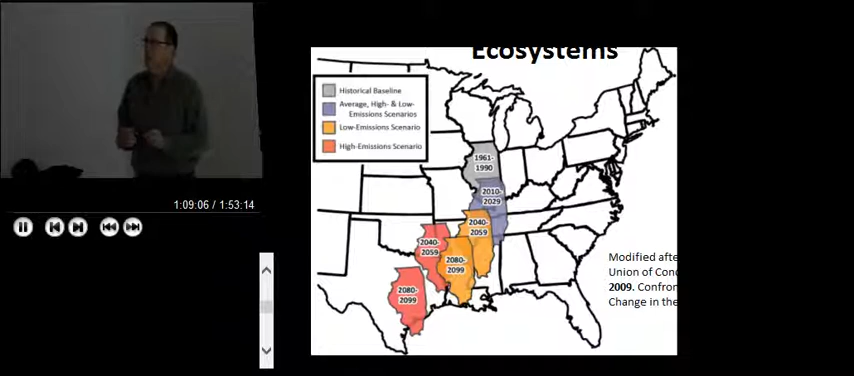 1:09:06 / 1:53:14
Ecosystems
Historical Baseline
Average, High- & Low-
Emissions Scenarios
Low-Emissions Scenario
High-Emissions Scenario
1961-
1990
2010-
2029
2040-
2059
2040-
2059
2080-
2099
2080-
2099
Modified afte
Union of Con
2009. Confron
Change in the